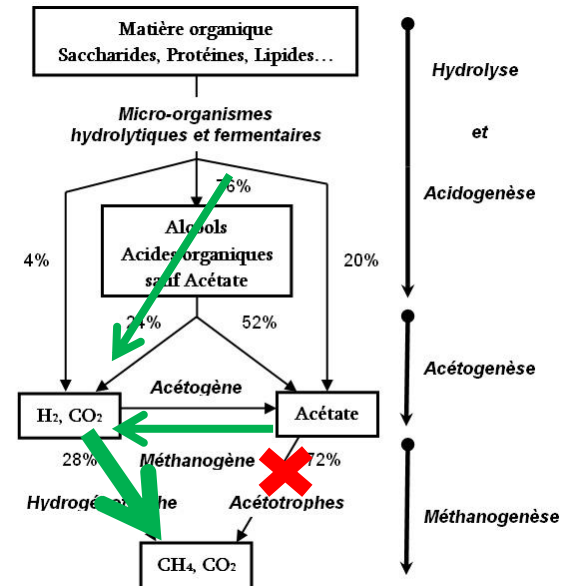 Matière organique
Saccharides, Protéines, Lipides…
Hydrolyse
Micro-organismes
hydrolytiques et fermentaires
et
76%
Acidogenèse
Alcools
Acides organiques
sauf Acétate
4%
20%
24%
52%
Acétogenèse
Acétogène
H₂, CO₂
Acétate
28%
Méthanogène
72%
Acétotrophes
Méthanogenèse
CH₄, CO₂